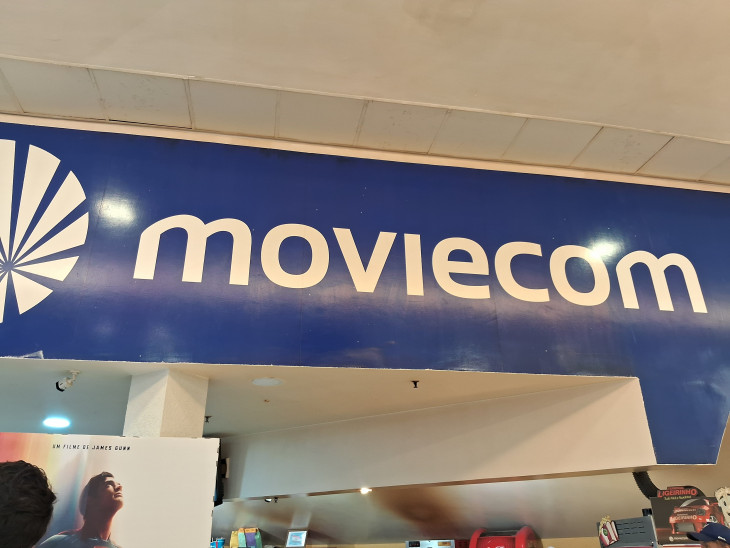 moviecom
UM FILME DE JAMES GUNN
LIGEIRINHO